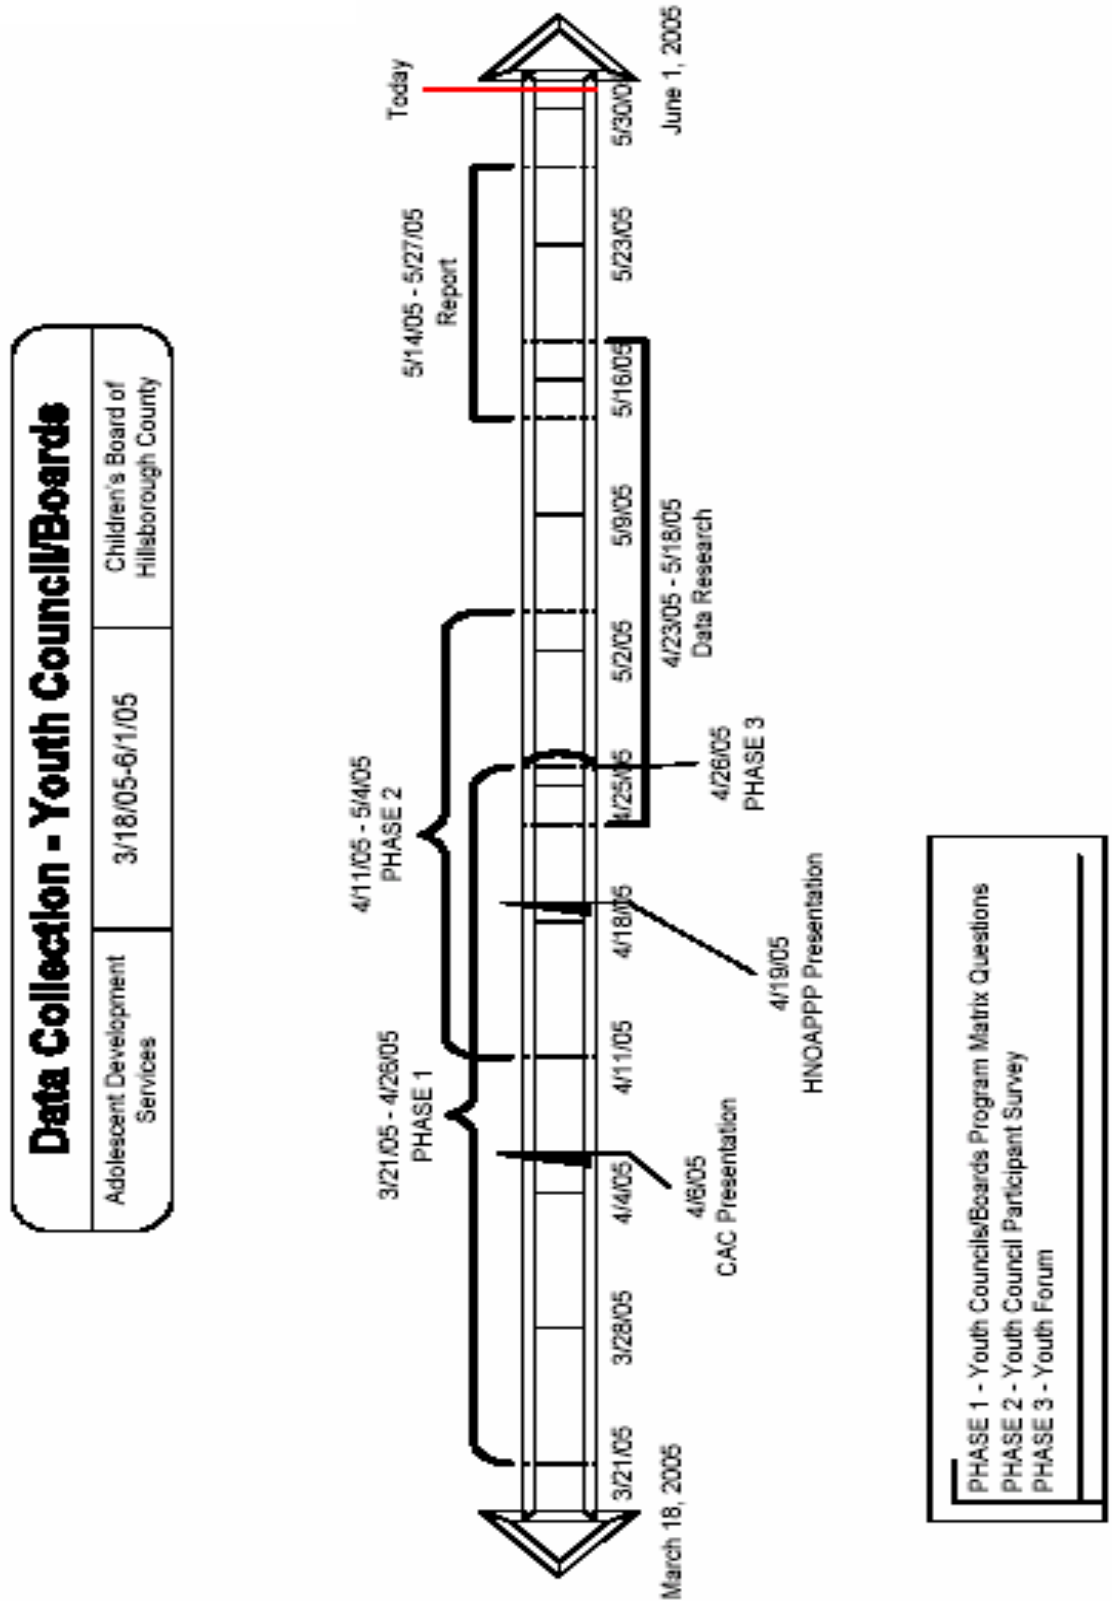 Data Collection - Youth Council/Boards
Adolescent Development
Services
3/18/05-6/1/05
Children's Board of
Hillsborough County
3/21/05 - 4/26/05
PHASE 1
4/11/05 - 5/4/05
PHASE 2
5/14/05 - 5/27/05
Report
Today
3/21/05
3/28/05
4/4/05
4/11/05
4/18/05
4/25/05
5/2/05
5/9/05
5/16/05
5/23/05
5/30/0
March 18, 2005
June 1, 2005
4/6/05
CAC Presentation
4/19/05
HNOAPPP Presentation
4/26/05
PHASE 3
4/23/05 - 5/18/05
Data Research
PHASE 1 - Youth Councils/Boards Program Matrix Questions
PHASE 2 - Youth Council Participant Survey
PHASE 3 - Youth Forum